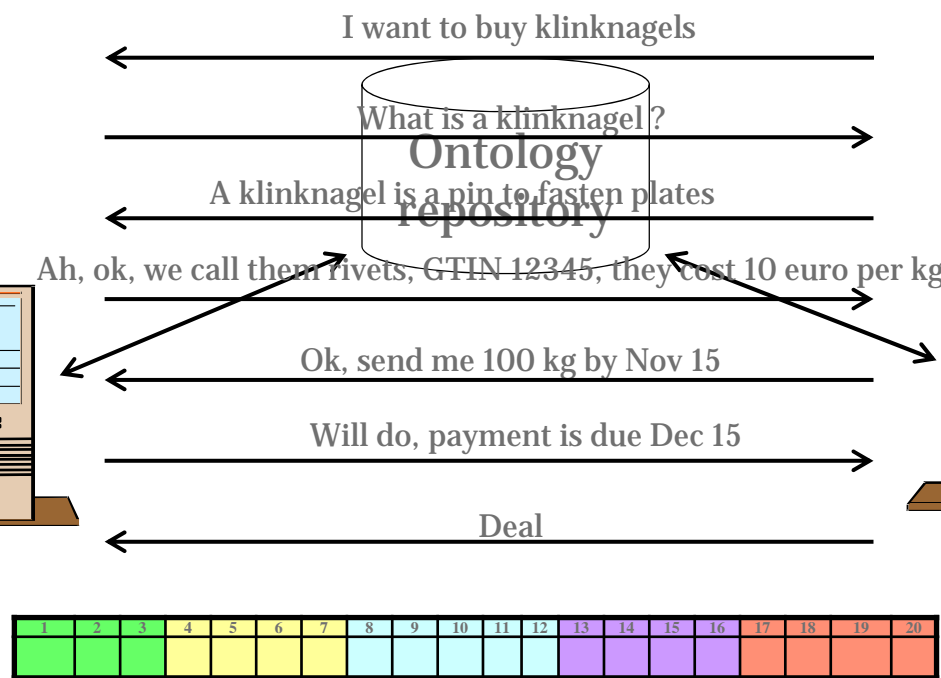 I want to buy klinknagels
What is a klinknagel ?
Ontology
A klinknagel is a pin to fasten plates
repository
Ah, ok, we call them rivets, GTIN 12345, they cost 10 euro per kg
Ok, send me 100 kg by Nov 15
Will do, payment is due Dec 15
Deal
1 2 3 4 5 6 7 8 9 10 11 12 13 14 15 16 17 18 19 20